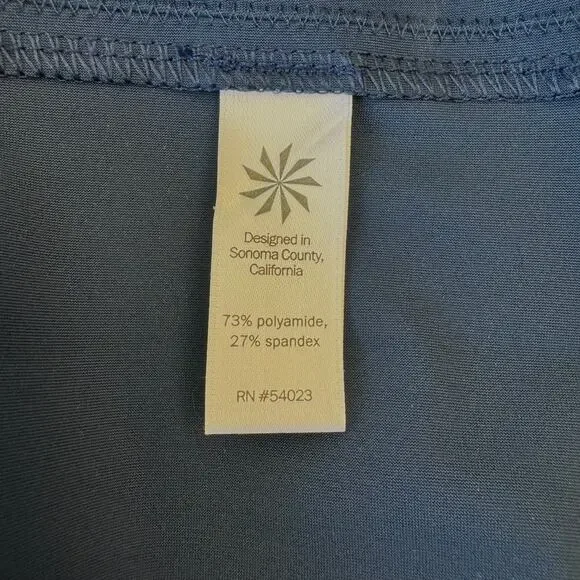 Designed in
Sonoma County,
California
73% polyamide,
27% spandex
RN #54023